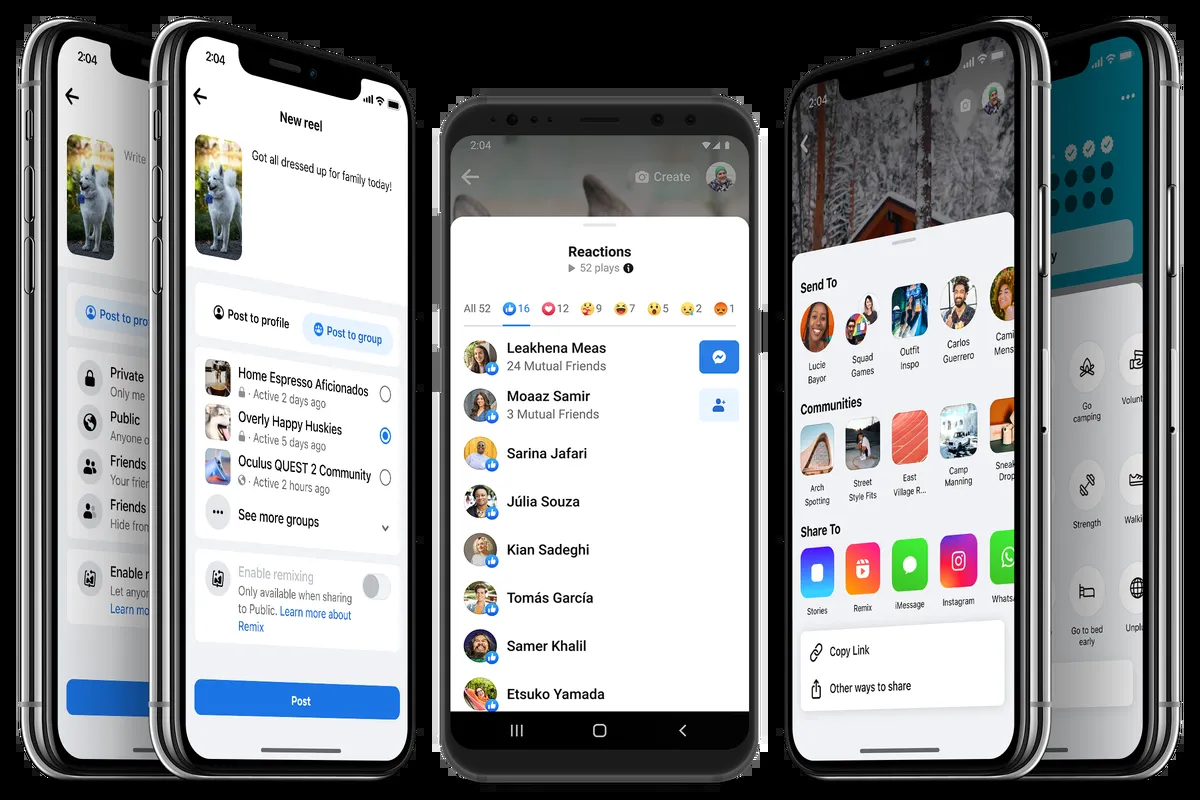 2:04
Write
Post to pro
Private
Only me
Public
Anyone o
Friends
Your frien
Friends
Hide from
Enable r
Let anyon
Learn mo
2:04
New reel
Got all dressed up for family today!
Post to profile
Post to group
Home Espresso Aficionados
· Active 2 days ago
Overly Happy Huskies
· Active 5 days ago
Oculus QUEST 2 Community
· Active 2 hours ago
See more groups
Enable remixing
Only available when sharing
to Public. Learn more about
Remix
Post
2:04
Create
Reactions
52 plays
All 52 16 12 9 7 5 2 1
Leakhena Meas
24 Mutual Friends
Moaaz Samir
3 Mutual Friends
Sarina Jafari
Júlia Souza
Kian Sadeghi
Tomás García
Samer Khalil
Etsuko Yamada
2:04
Send To
Lucie
Bayor
Squad
Games
Outfit
Inspo
Carlos
Guerrero
Cami
Mens
Communities
Arch
Spotting
Street
Style Fits
East
Village R...
Camp
Manning
Sneak
Drop
Share To
Stories
Remix
iMessage
Instagram
Whats
Copy Link
Other ways to share
y
Go
camping
Volunt
Strength
Walki
Go to bed
early
Unplu